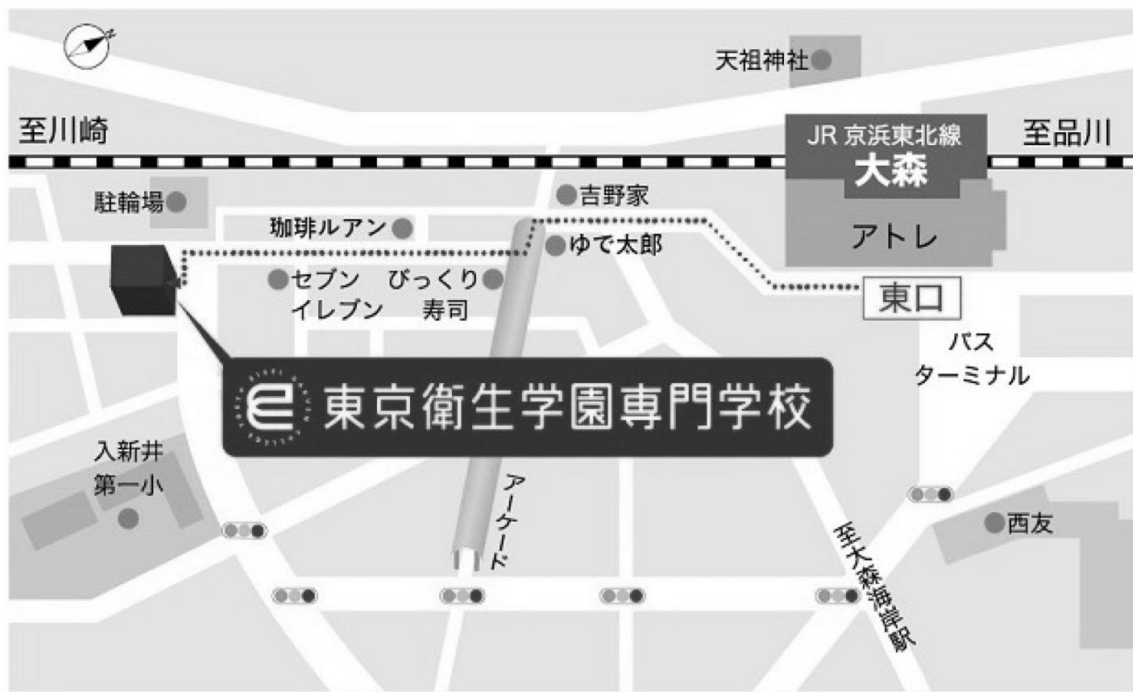 N
天祖神社
至川崎
JR 京浜東北線
大森
至品川
駐輪場
吉野家
珈琲ルアン
アトレ
ゆで太郎
セブン
イレブン
びっくり
寿司
東口
バス
ターミナル
東京衛生学園専門学校
入新井
第一小
アーケード
西友
至大森海岸駅